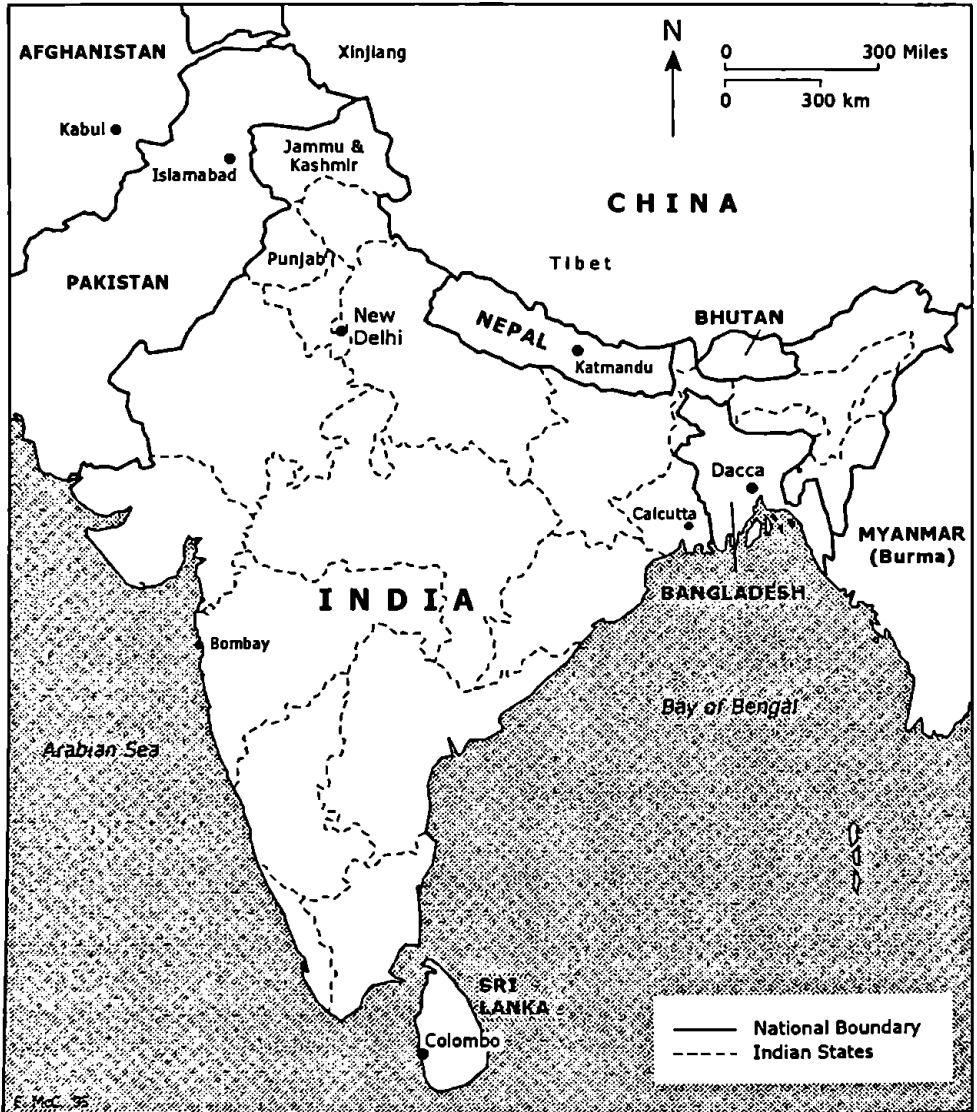 AFGHANISTAN
Xinjiang
N
0 300 Miles
0 300 km
Kabul
Islamabad
Jammu &
Kashmir
CHINA
Tibet
Punjab
PAKISTAN
New
Delhi
NEPAL
Katmandu
BHUTAN
Dacca
Calcutta
MYANMAR
(Burma)
INDIA
BANGLADESH
Bombay
Bay of Bengal
Arabian Sea
SRI
LANKA
Colombo
National Boundary
Indian States
E. McC. '95